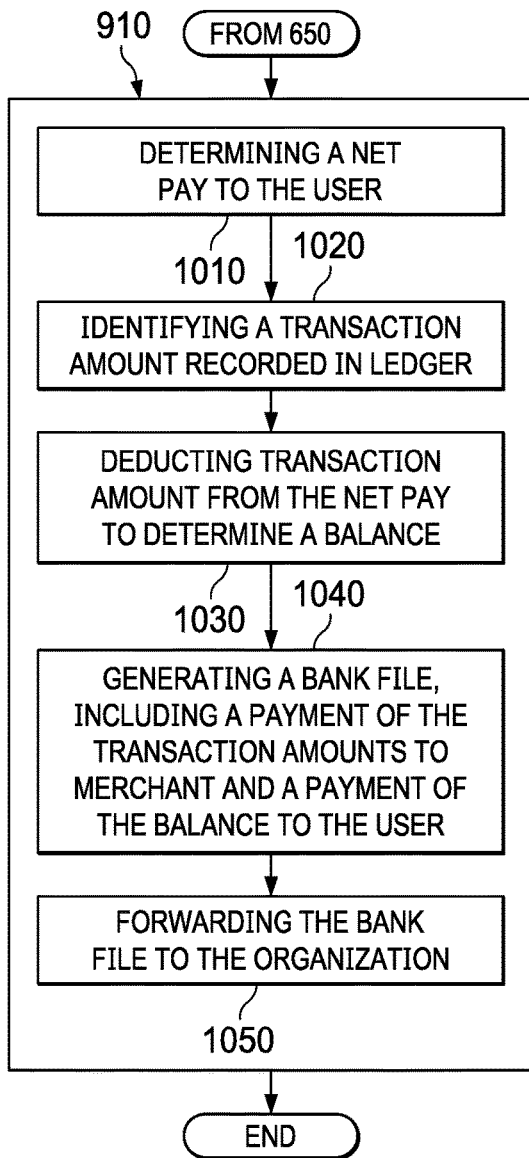 FROM 650
910
DETERMINING A NET
PAY TO THE USER
1010
1020
IDENTIFYING A TRANSACTION
AMOUNT RECORDED IN LEDGER
DEDUCTING TRANSACTION
AMOUNT FROM THE NET PAY
TO DETERMINE A BALANCE
1030
1040
GENERATING A BANK FILE,
INCLUDING A PAYMENT OF THE
TRANSACTION AMOUNTS TO
MERCHANT AND A PAYMENT OF
THE BALANCE TO THE USER
FORWARDING THE BANK
FILE TO THE ORGANIZATION
1050
END